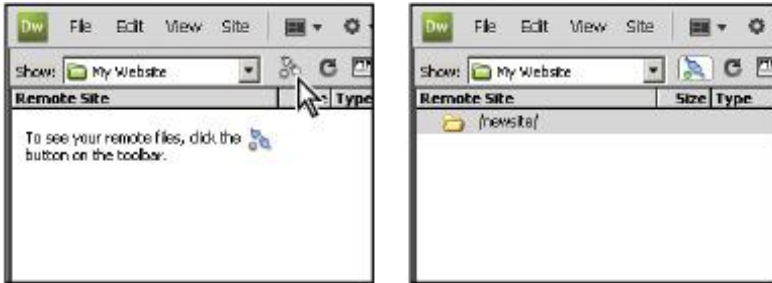 Dw File Edit View Site
Show: My Website
Remote Site Type
To see your remote files, click the
button on the toolbar.
Dw File Edit View Site
Show: My Website
Remote Site Size Type
/newsite/